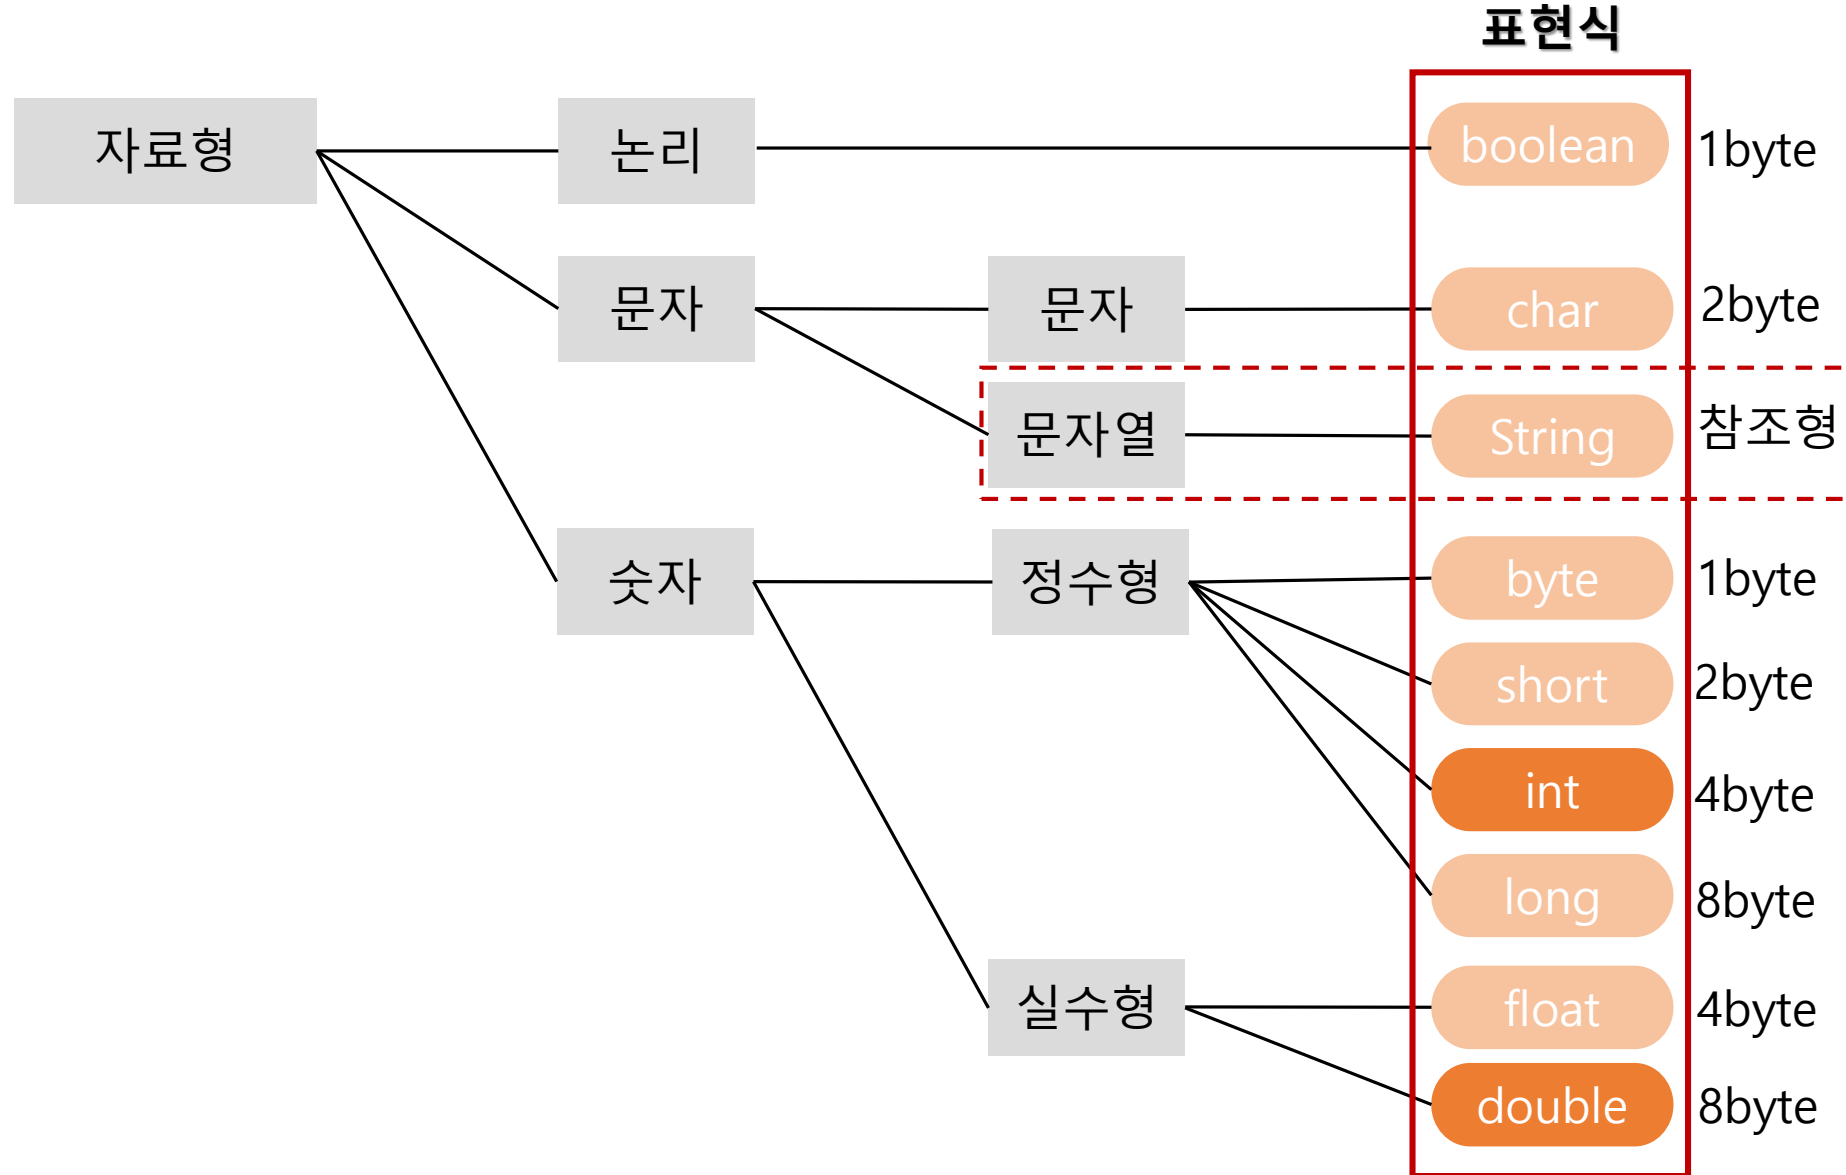 표현식
자료형
논리
boolean
1byte
문자
문자
char
2byte
문자열
String
참조형
숫자
정수형
byte
1byte
short
2byte
int
4byte
long
8byte
실수형
float
4byte
double
8byte